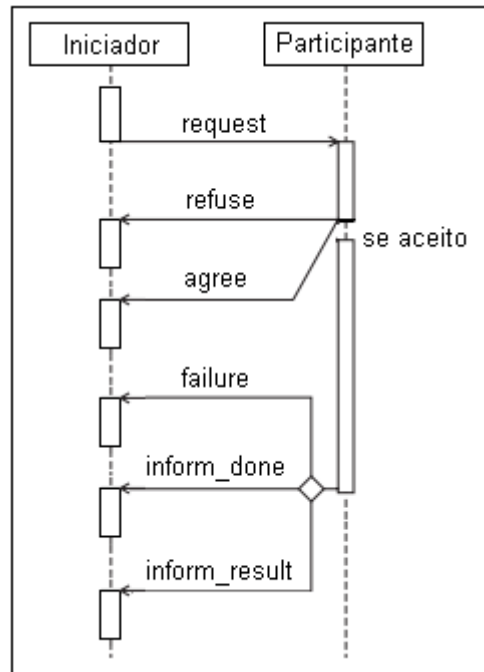 Iniciador
Participante
request
refuse
se aceito
agree
failure
inform_done
inform_result